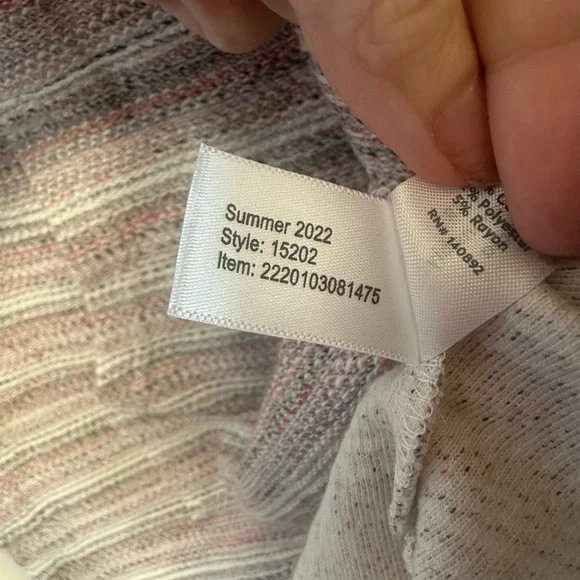 Summer 2022
Style: 15202
Item: 2220103081475
% Polyester
5% Rayon
RN# 140892